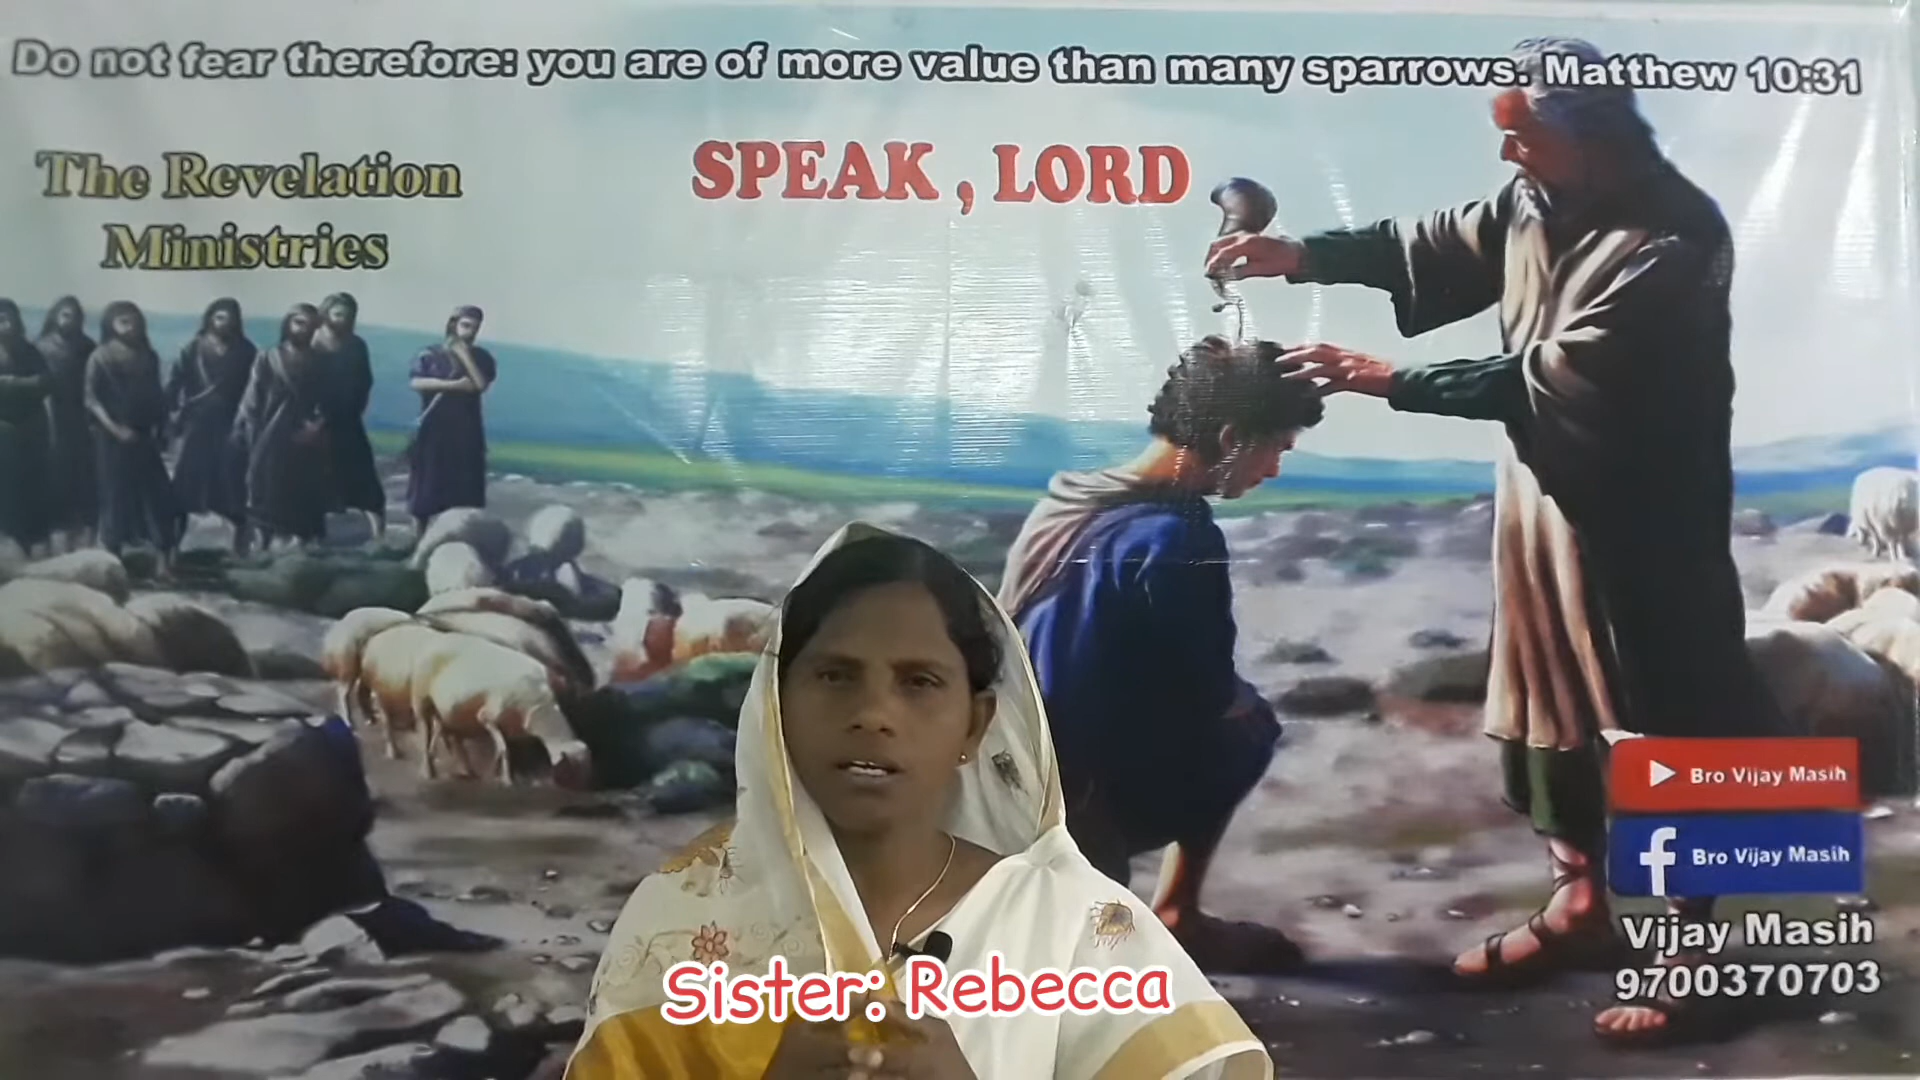 Do not fear therefore: you are of more value than many sparrows. Matthew 10:31
The Revelation
Ministries
SPEAK , LORD
Bro Vijay Masih
Bro Vijay Masih
Vijay Masih
9700370703
Sister: Rebecca